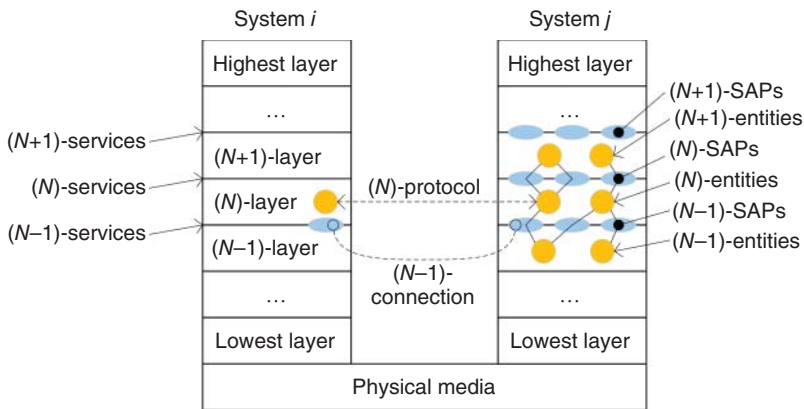 System i
System j
Highest layer
Highest layer
...
...
(N+1)-SAPs
(N+1)-entities
(N+1)-services
(N+1)-layer
(N)-SAPs
(N)-services
(N)-layer
(N)-protocol
(N)-entities
(N–1)-SAPs
(N–1)-services
(N–1)-layer
(N–1)-entities
(N–1)-
connection
...
...
Lowest layer
Lowest layer
Physical media